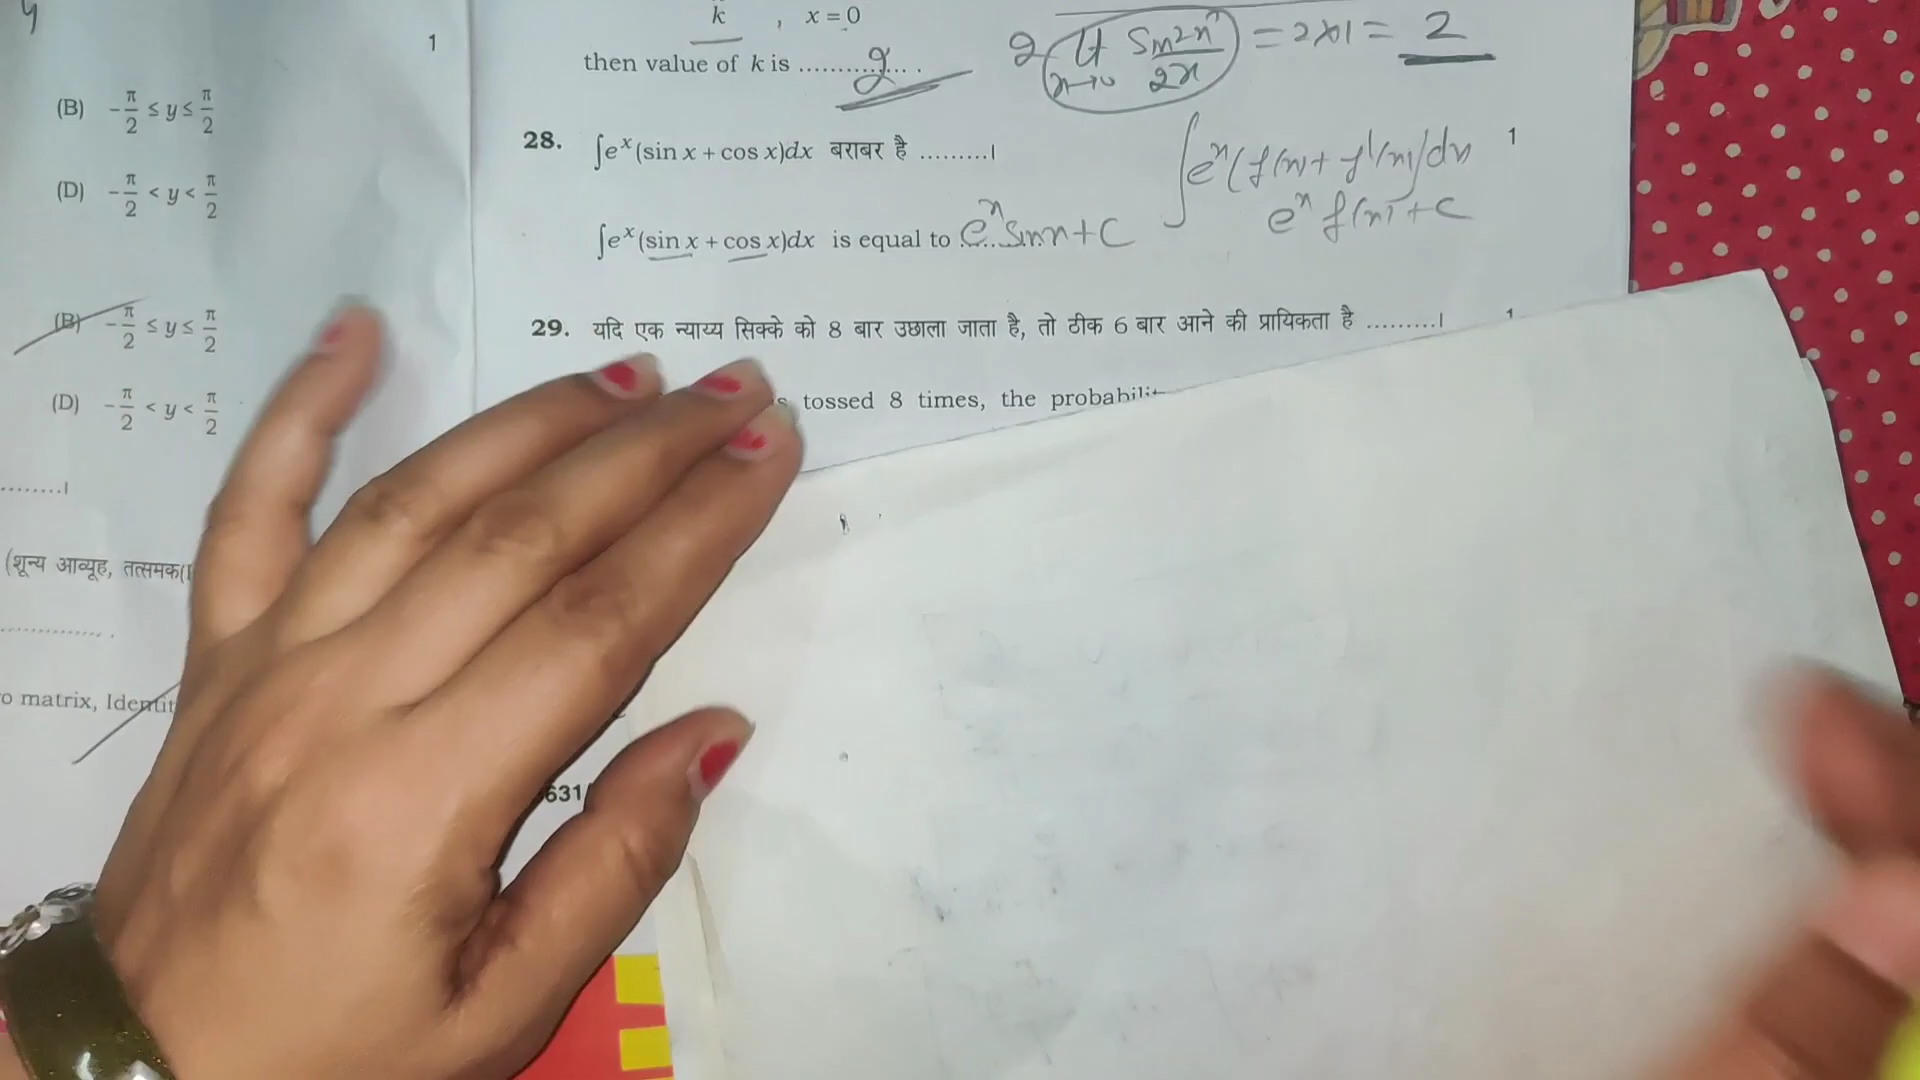 1
(B) -π/2 ≤ y ≤ π/2
(D) -π/2 < y < π/2
(B) -π/2 ≤ y ≤ π/2
(D) -π/2 < y < π/2
.........।
(शून्य आव्यूह, तत्समक
o matrix, Identit
k , x = 0
then value of k is ............. 2
2 Lt x→0 Sin2x/2x = 2×1 = 2
28. ∫eˣ(sin x + cos x)dx बराबर है .........। 1
∫eˣ(f(x) + f'(x))dx
eˣ f(x) + C
∫eˣ(sin x + cos x)dx is equal to eˣ sinx + C
29. यदि एक न्याय्य सिक्के को 8 बार उछाला जाता है, तो ठीक 6 बार आने की प्रायिकता है .........। 1
tossed 8 times, the
631/